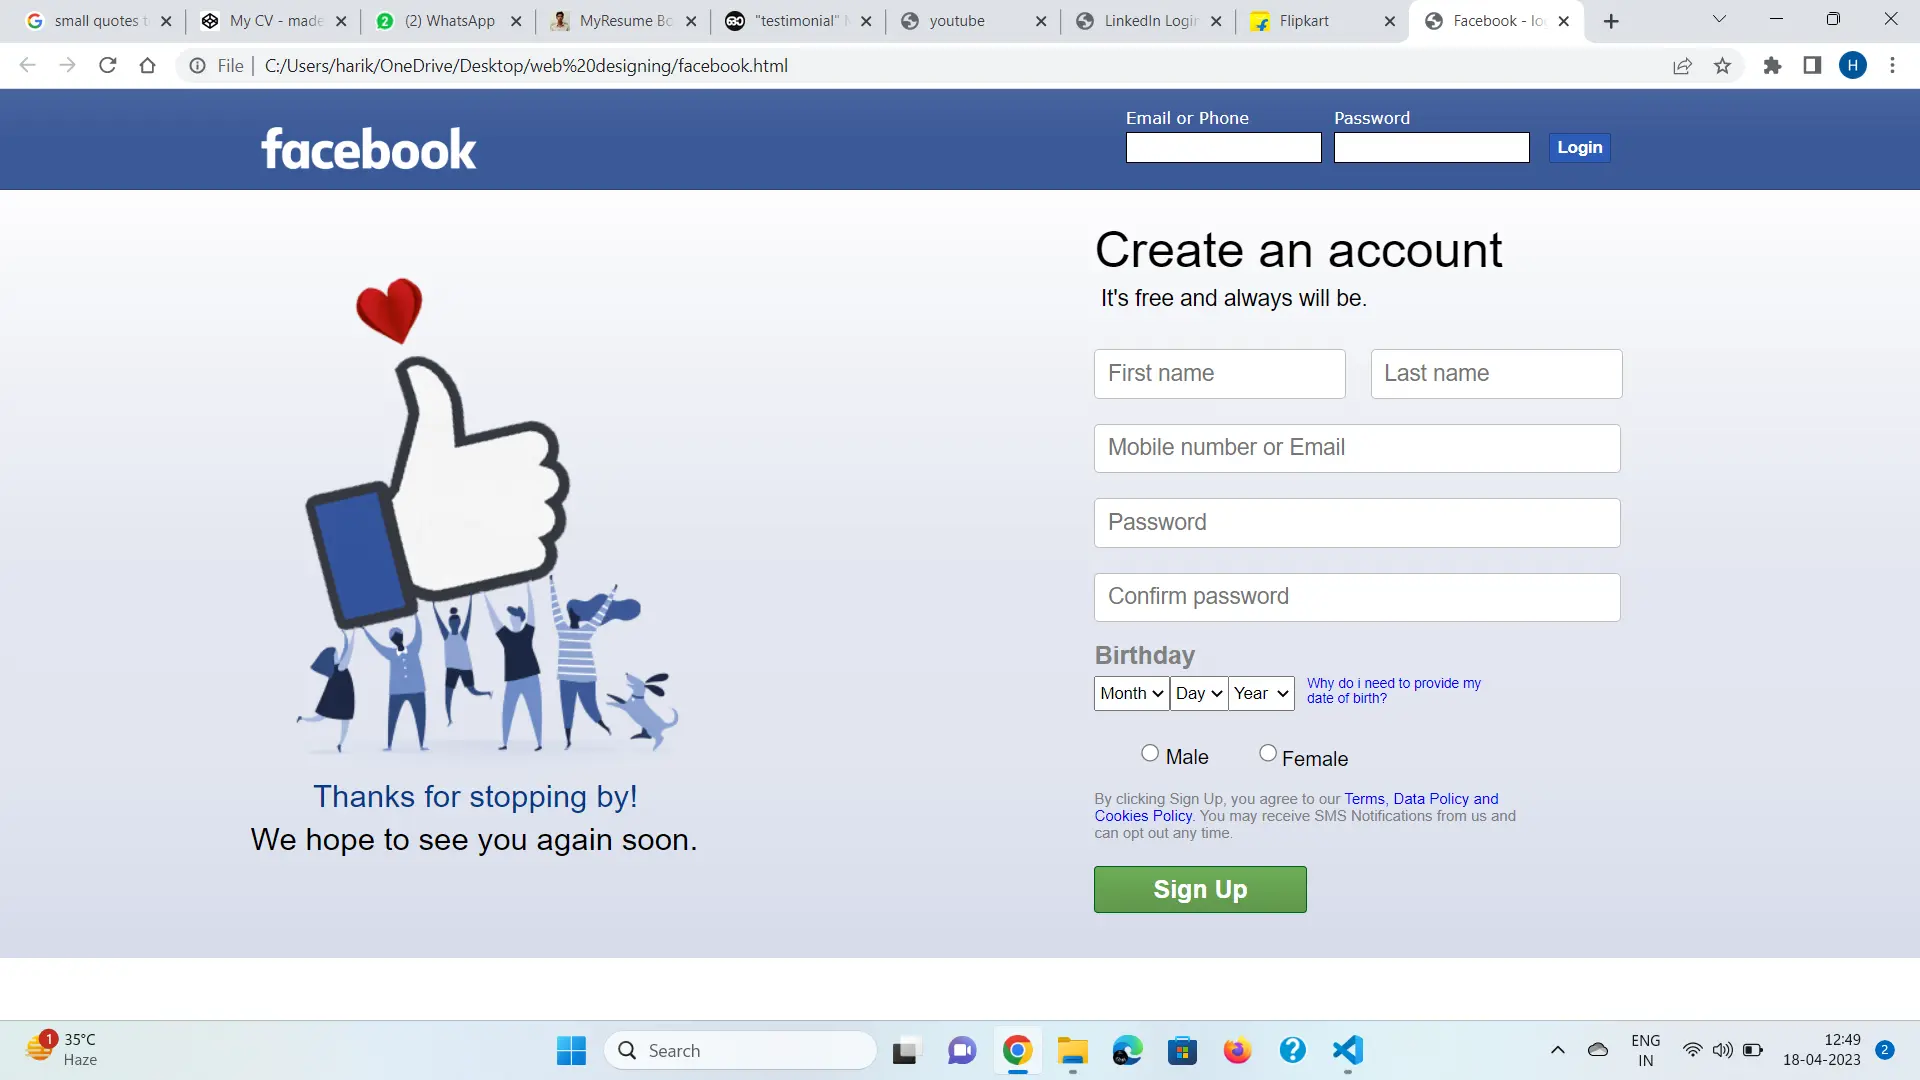 small quotes t
My CV - made
(2) WhatsApp
MyResume Bo
"testimonial"
youtube
LinkedIn Login
Flipkart
Facebook - lo
File
C:/Users/harik/OneDrive/Desktop/web%20designing/facebook.html
H
facebook
Email or Phone
Password
Login
Create an account
It's free and always will be.
First name
Last name
Mobile number or Email
Password
Confirm password
Birthday
Month
Day
Year
Why do i need to provide my
date of birth?
Male
Female
By clicking Sign Up, you agree to our Terms, Data Policy and
Cookies Policy. You may receive SMS Notifications from us and
can opt out any time.
Sign Up
Thanks for stopping by!
We hope to see you again soon.
1
35°C
Haze
Search
ENG
IN
12:49
18-04-2023
2